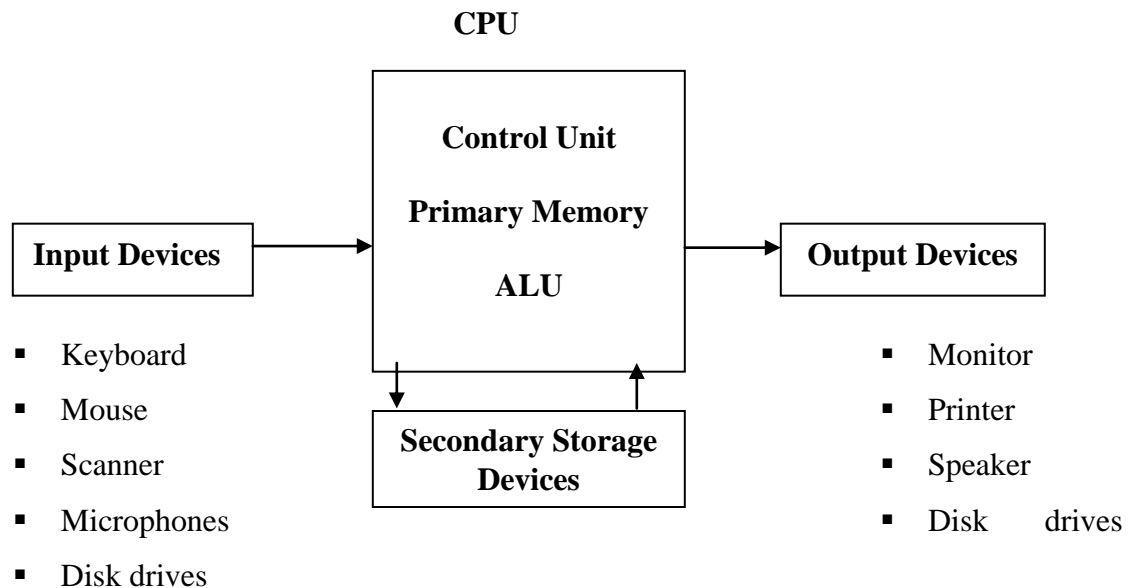 CPU
Control Unit
Primary Memory
ALU
Input Devices
Output Devices
▪ Keyboard
▪ Mouse
▪ Scanner
▪ Microphones
▪ Disk drives
Secondary Storage
Devices
▪ Monitor
▪ Printer
▪ Speaker
▪ Disk drives